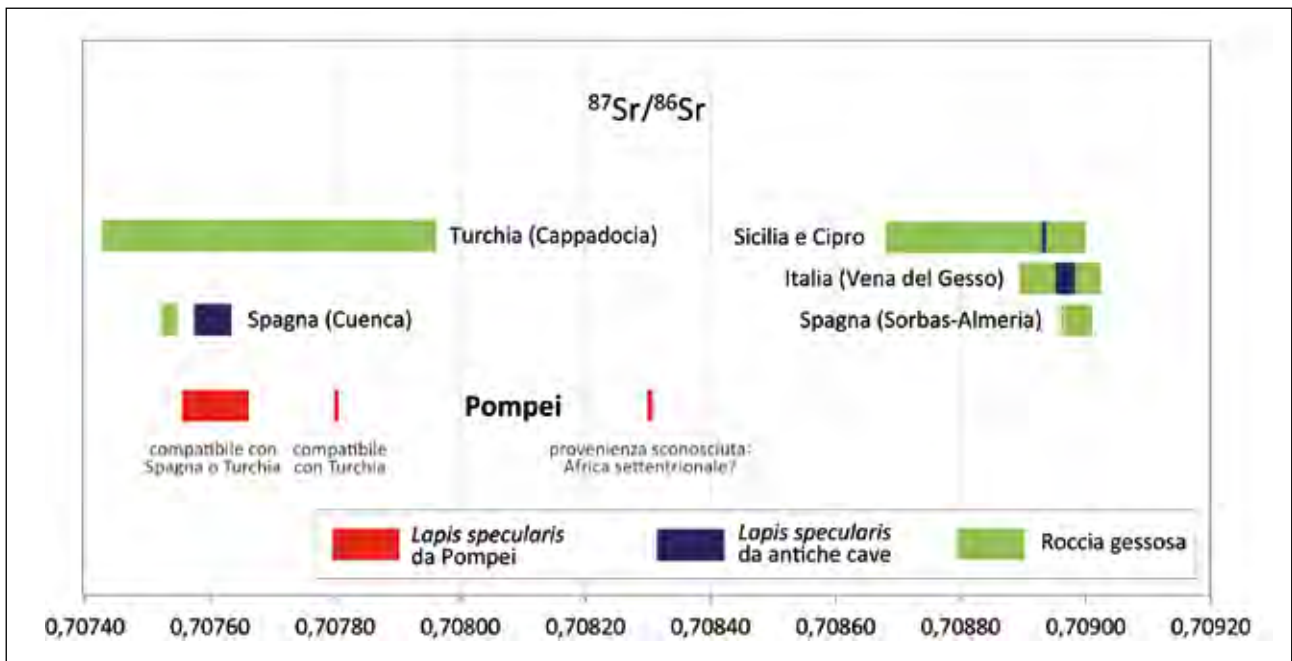 ⁸⁷Sr/⁸⁶Sr
Turchia (Cappadocia)
Sicilia e Cipro
Italia (Vena del Gesso)
Spagna (Cuenca)
Spagna (Sorbas-Almeria)
Pompei
compatibile con
Spagna o Turchia
compatibile
con Turchia
provenienza sconosciuta:
Africa settentrionale?
Lapis specularis
da Pompei
Lapis specularis
da antiche cave
Roccia gessosa
0,70740 0,70760 0,70780 0,70800 0,70820 0,70840 0,70860 0,70880 0,70900 0,70920